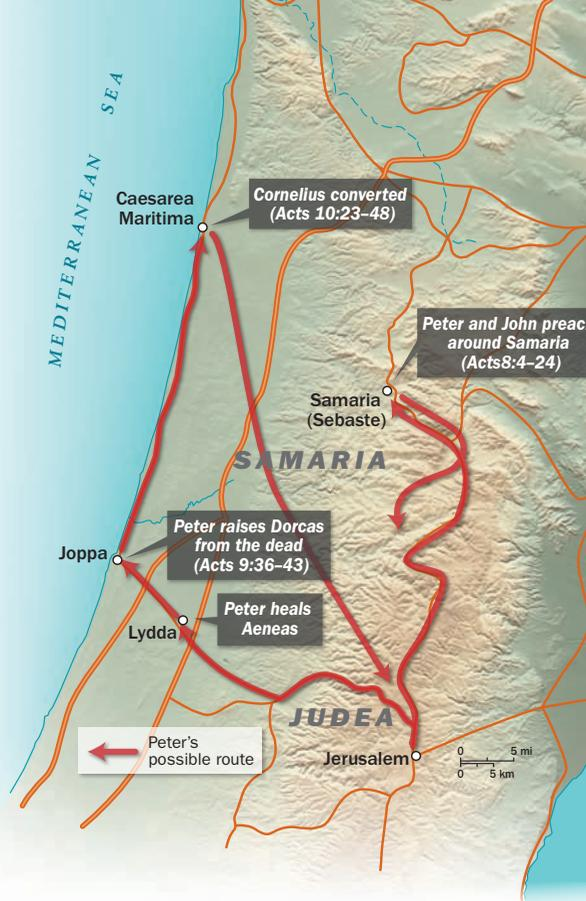 MEDITERRANEAN SEA
Caesarea
Maritima
Cornelius converted
(Acts 10:23–48)
Peter and John preac
around Samaria
(Acts8:4–24)
Samaria
(Sebaste)
SAMARIA
Peter raises Dorcas
from the dead
(Acts 9:36–43)
Joppa
Peter heals
Aeneas
Lydda
JUDEA
Peter’s
possible route
Jerusalem
0 5 mi
0 5 km